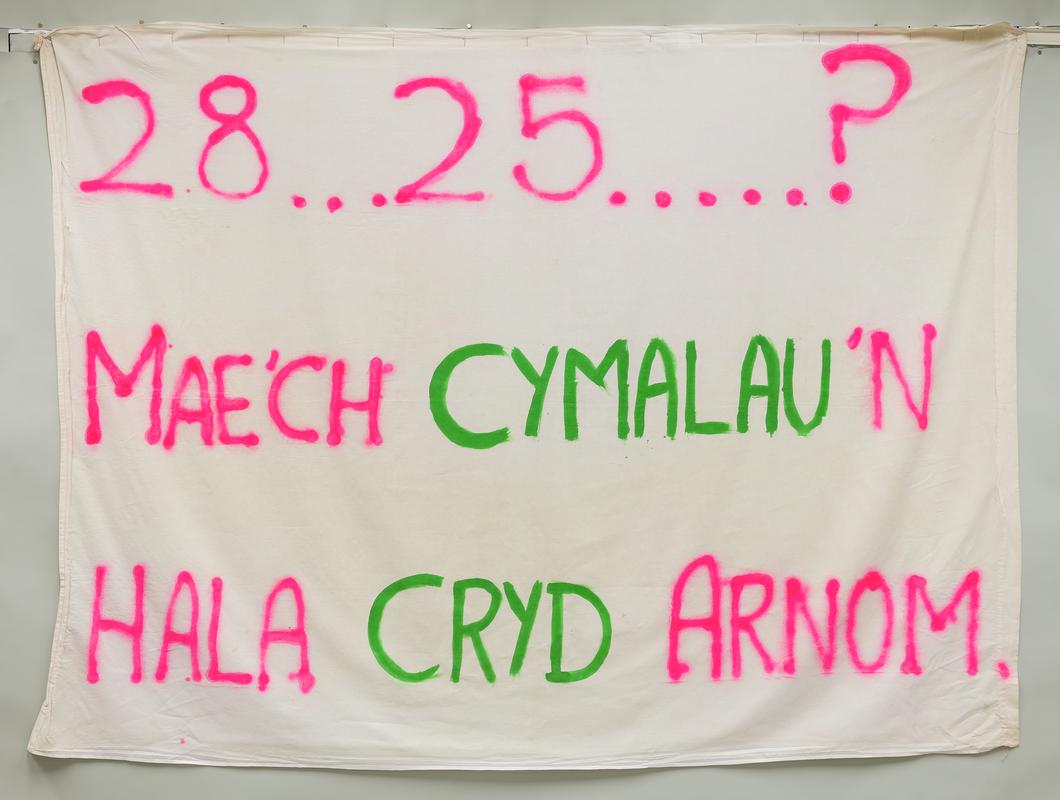 28...25......?
MAE'CH CYMALAU'N
HALA CRYD ARNOM.